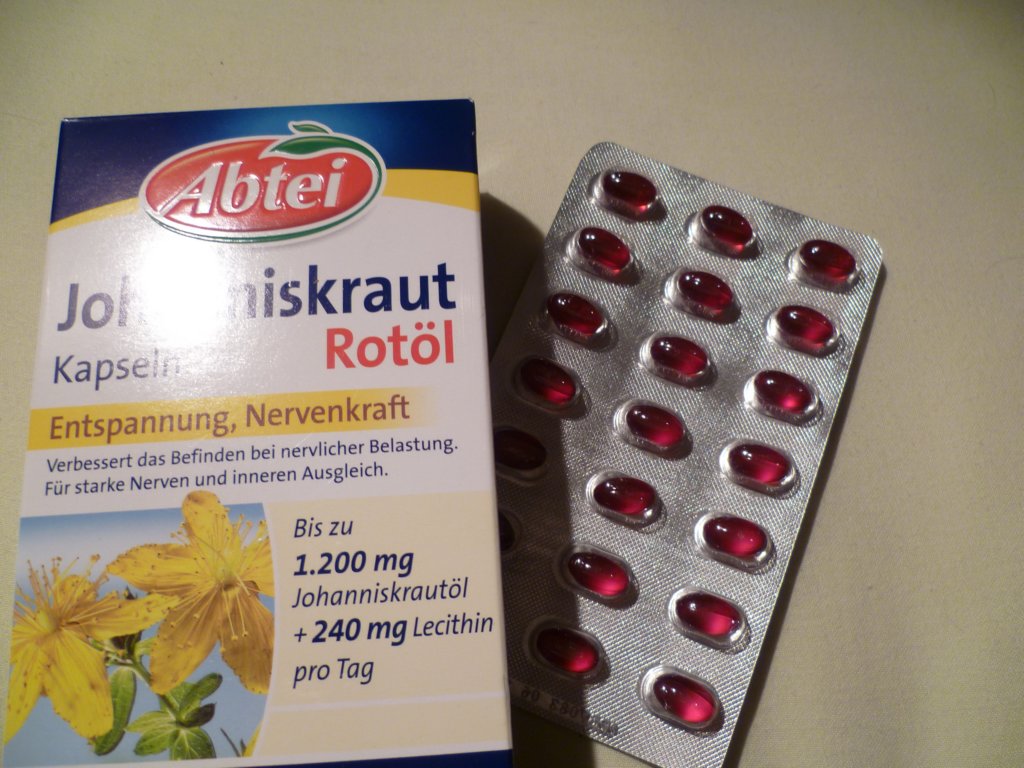 Abtei
Johanniskraut
Kapseln
Rotöl
Entspannung, Nervenkraft
Verbessert das Befinden bei nervlicher Belastung.
Für starke Nerven und inneren Ausgleich.
Bis zu
1.200 mg
Johanniskrautöl
+ 240 mg Lecithin
pro Tag